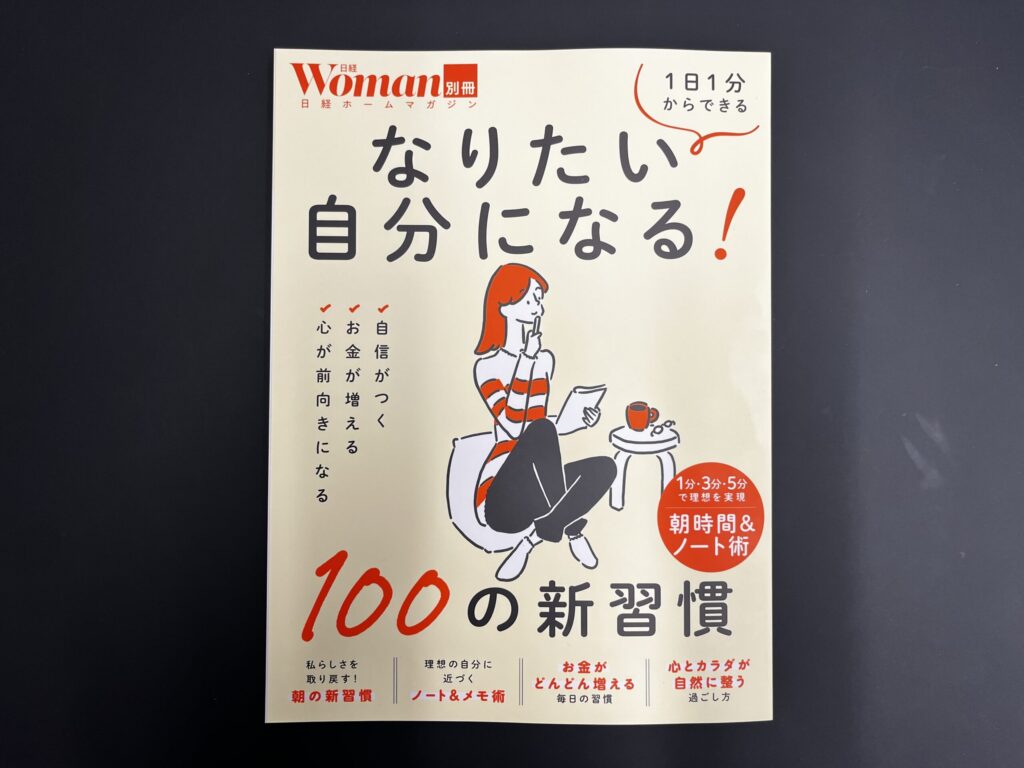 日経
Woman別冊
日経ホームマガジン
1日1分
からできる
なりたい
自分になる!
自信がつく
お金が増える
心が前向きになる
1分・3分・5分
で理想を実現
朝時間&
ノート術
100の新習慣
私らしさを
取り戻す!
朝の新習慣
理想の自分に
近づく
ノート&メモ術
お金が
どんどん増える
毎日の習慣
心とカラダが
自然に整う
過ごし方